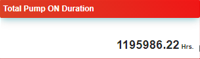 Total Pump ON Duration
1195986.22 Hrs.